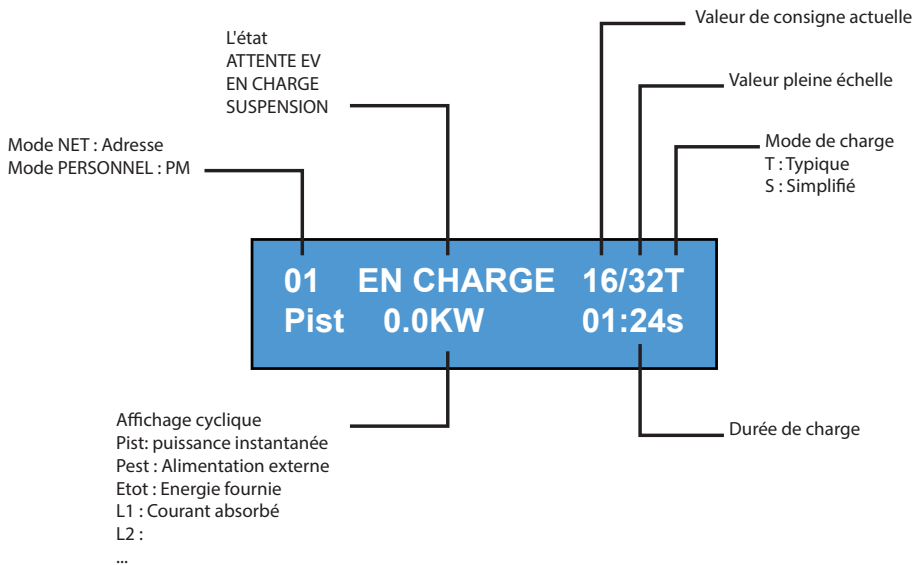 Valeur de consigne actuelle
L'état
ATTENTE EV
EN CHARGE
SUSPENSION
Valeur pleine échelle
Mode de charge
T : Typique
S : Simplifié
Mode NET : Adresse
Mode PERSONNEL : PM
01 EN CHARGE 16/32T
Pist 0.0KW 01:24s
Affichage cyclique
Pist: puissance instantanée
Pest : Alimentation externe
Etot : Energie fournie
L1 : Courant absorbé
L2 :
...
Durée de charge